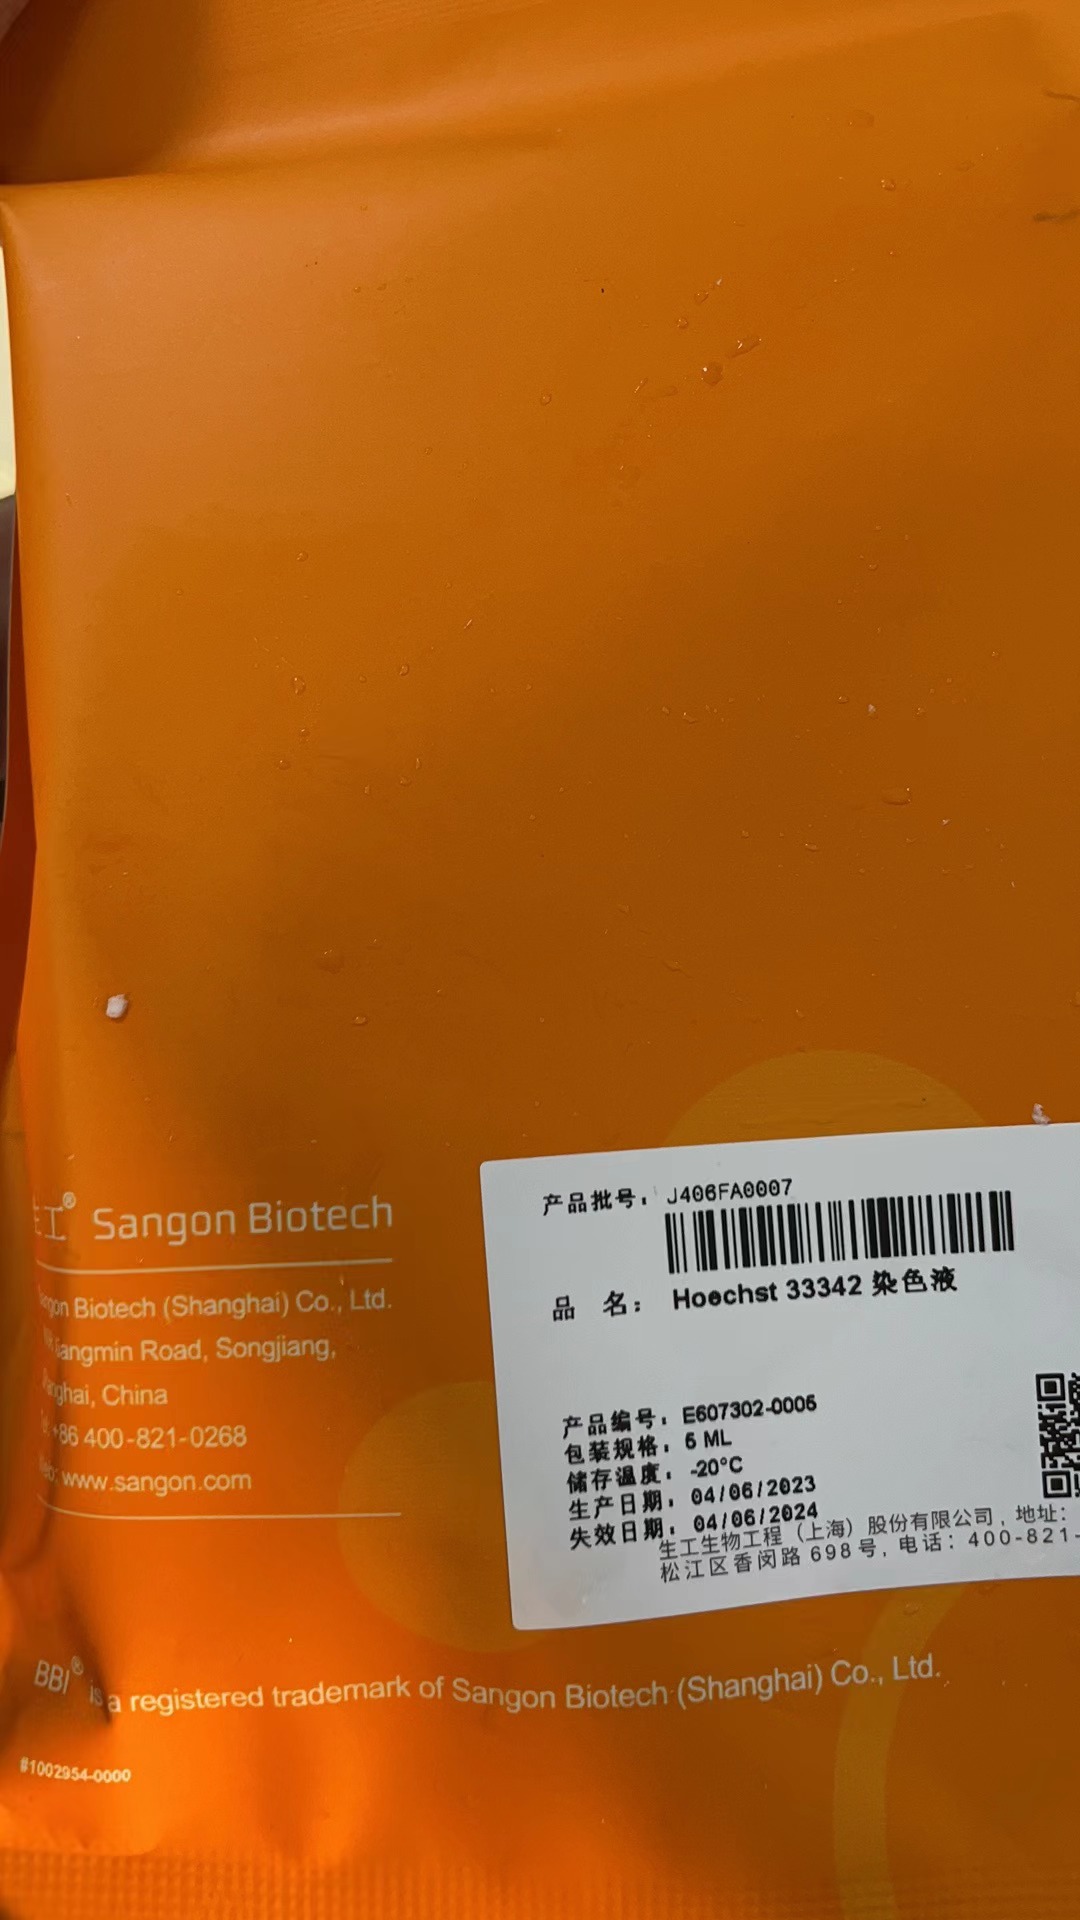 工® Sangon Biotech
Biotech (Shanghai) Co., Ltd.
Road, Songjiang,
China
+86 400-821-0268
www.sangon.com
产品批号: J406FA0007
品 名: Hoechst 33342 染色液
产品编号: E607302-0005
包装规格: 5 ML
储存温度: -20°C
生产日期: 04/06/2023
失效日期: 04/06/2024
生工生物工程（上海）股份有限公司, 地址:
松江区香闵路 698 号, 电话: 400-821-
BBI® is a registered trademark of Sangon Biotech (Shanghai) Co., Ltd.
#1002954-0000